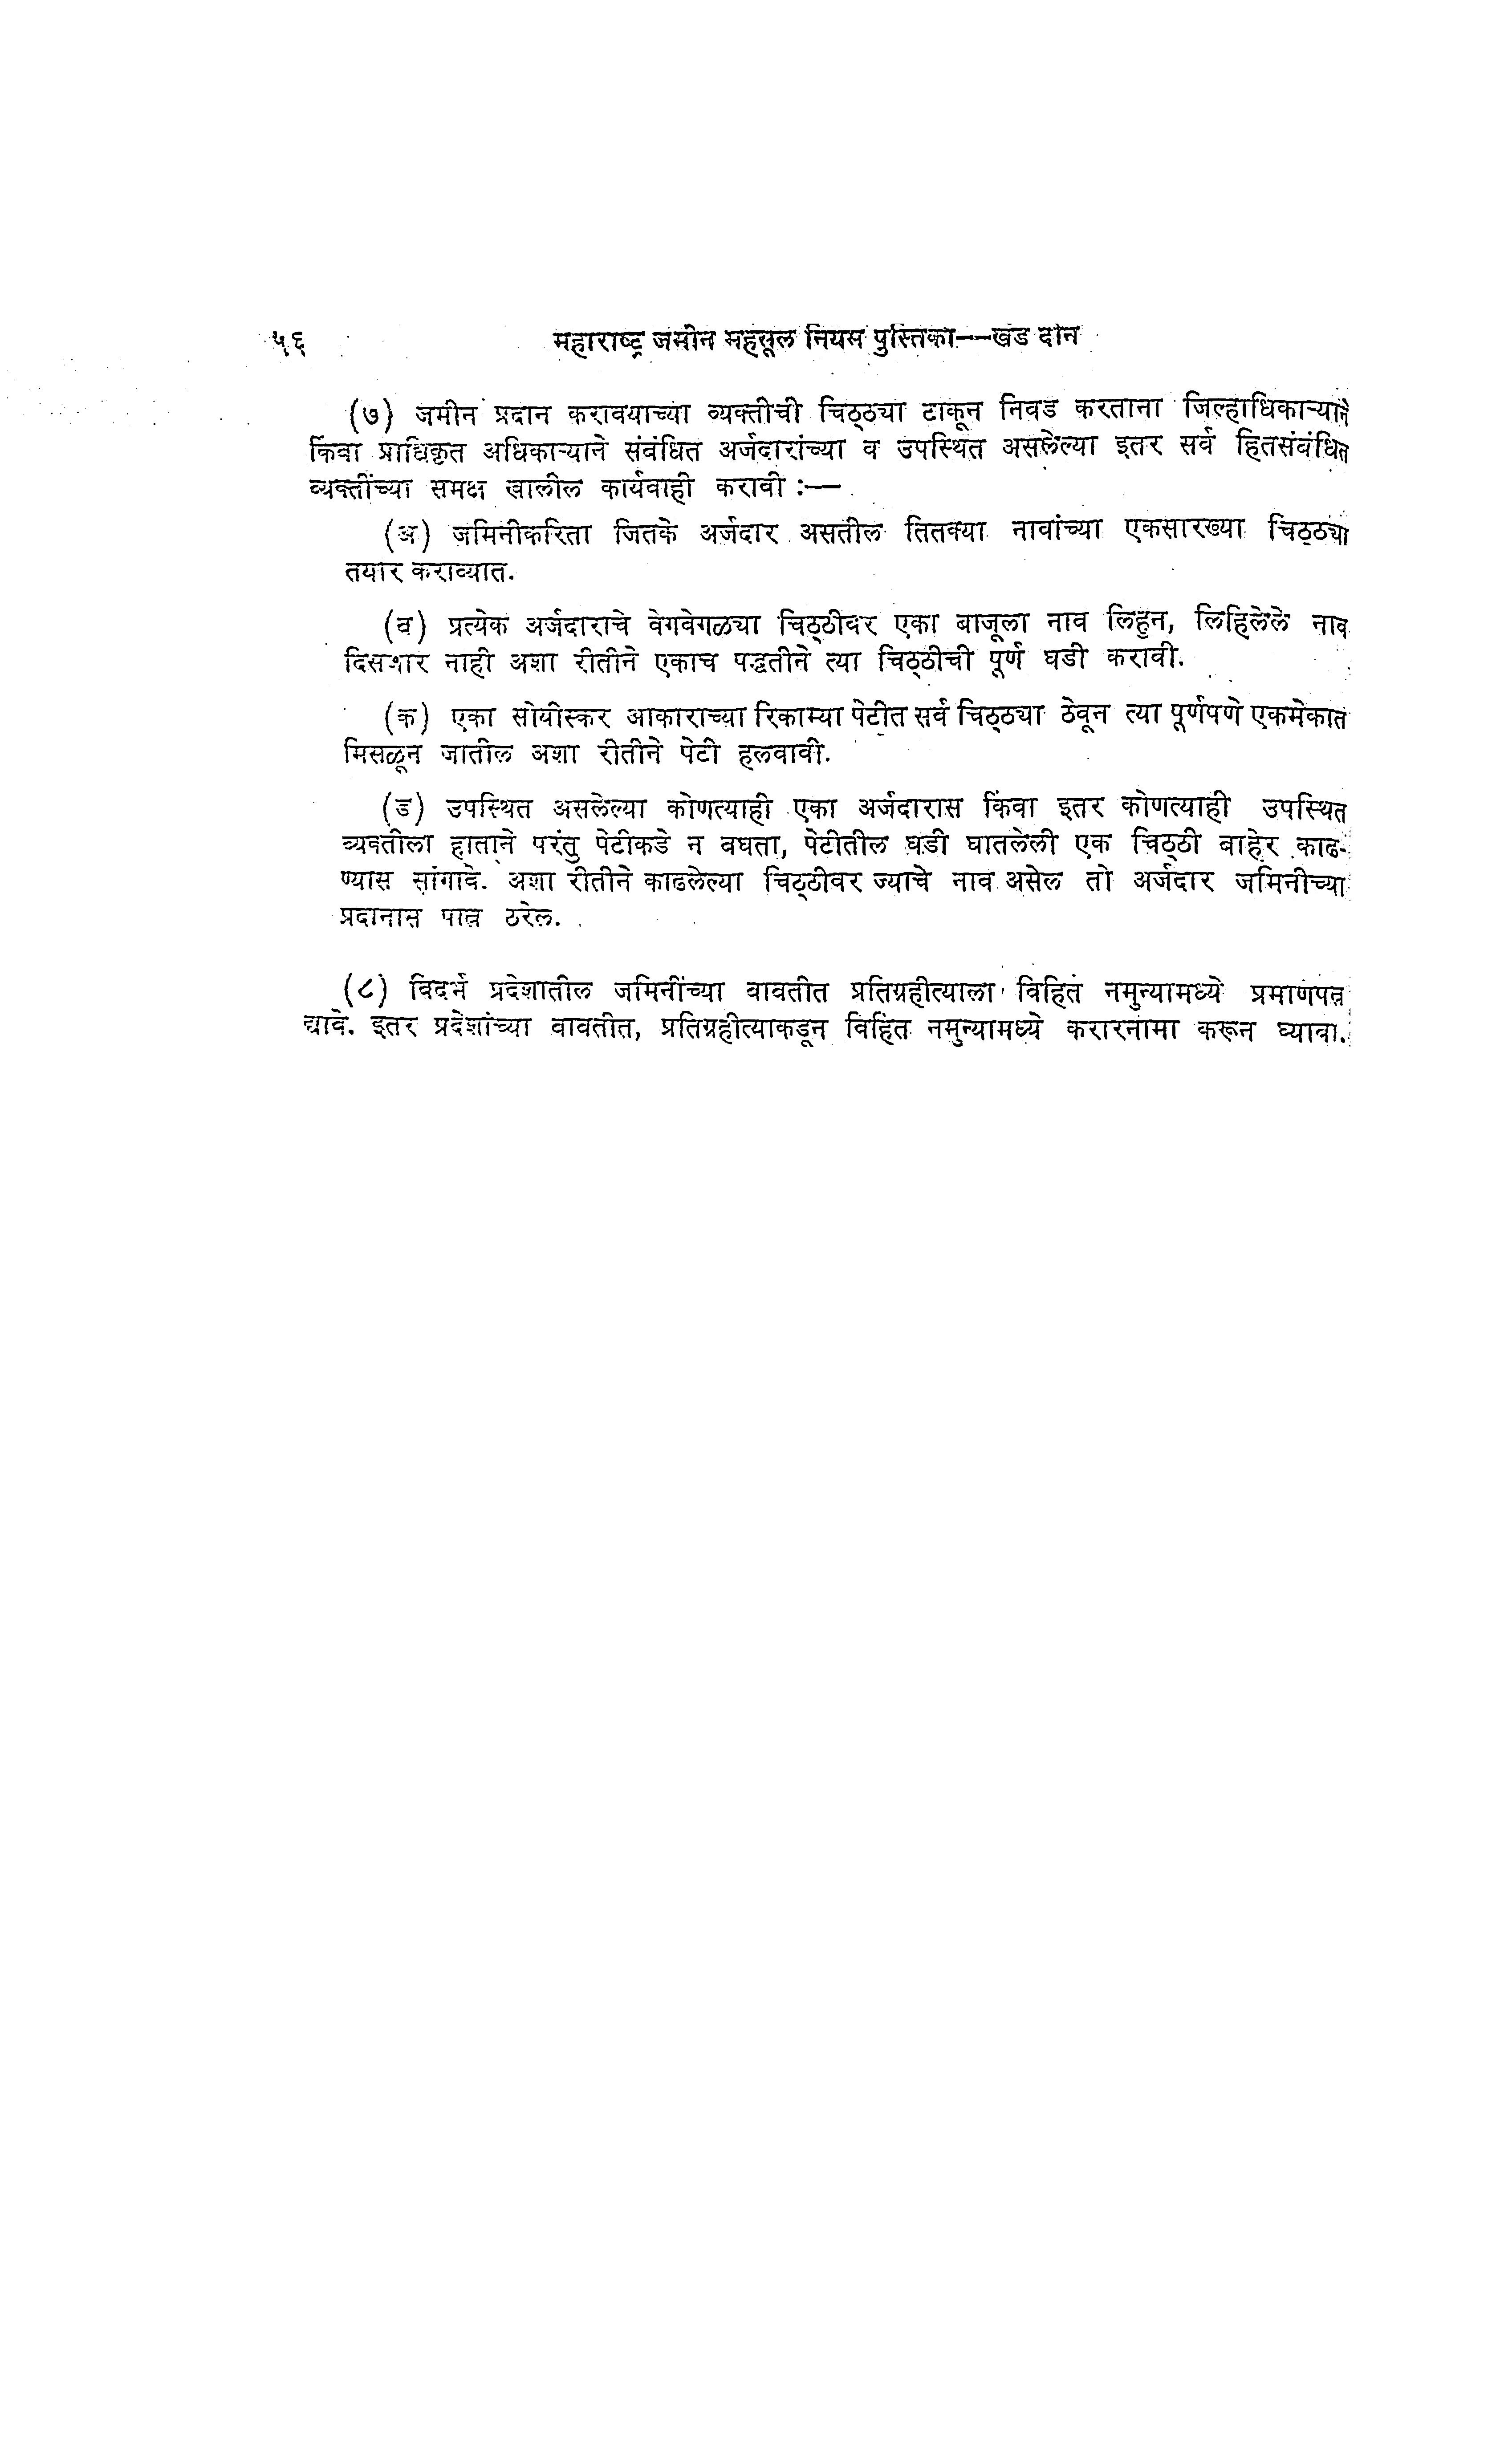 ५६ महाराष्ट्र जमीन महसूल नियम पुस्तिका--खंड दोन
(७) जमीन प्रदान करावयाच्या व्यक्तीची चिठ्ठ्या टाकून निवड करताना जिल्हाधिकाऱ्याने
किंवा प्राधिकृत अधिकाऱ्याने संबंधित अर्जदारांच्या व उपस्थित असलेल्या इतर सर्व हितसंबंधित
व्यक्तींच्या समक्ष खालील कार्यवाही करावी :—
(अ) जमिनीकरिता जितके अर्जदार असतील तितक्या नावांच्या एकसारख्या चिठ्ठ्या
तयार कराव्यात.
(ब) प्रत्येक अर्जदाराचे वेगवेगळ्या चिठ्ठीवर एका बाजूला नाव लिहून, लिहिलेले नाव
दिसणार नाही अशा रीतीने एकाच पद्धतीने त्या चिठ्ठीची पूर्ण घडी करावी.
(क) एका सोयीस्कर आकाराच्या रिकाम्या पेटीत सर्व चिठ्ठ्या ठेवून त्या पूर्णपणे एकमेकात
मिसळून जातील अशा रीतीने पेटी हलवावी.
(ड) उपस्थित असलेल्या कोणत्याही एका अर्जदारास किंवा इतर कोणत्याही उपस्थित
व्यक्तीला हाताने परंतु पेटीकडे न बघता, पेटीतील घडी घातलेली एक चिठ्ठी बाहेर काढ-
ण्यास सांगावे. अशा रीतीने काढलेल्या चिठ्ठीवर ज्याचे नाव असेल तो अर्जदार जमिनीच्या
प्रदानास पात्र ठरेल.
(८) विदर्भ प्रदेशातील जमिनींच्या बाबतीत प्रतिग्रहीत्याला विहित नमुन्यामध्ये प्रमाणपत्र
द्यावे. इतर प्रदेशांच्या बाबतीत, प्रतिग्रहीत्याकडून विहित नमुन्यामध्ये करारनामा करून घ्यावा.